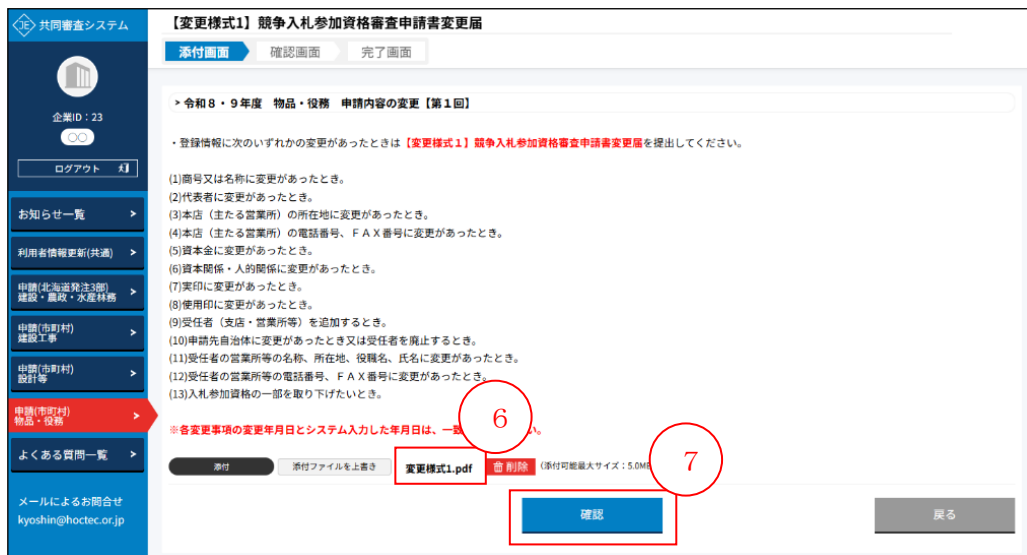 JE 共同審査システム
企業ID：23
〇〇
ログアウト
お知らせ一覧 >
利用者情報更新(共通) >
申請(北海道発注3部)
建設・農政・水産林務 >
申請(市町村)
建設工事 >
申請(市町村)
設計等 >
申請(市町村)
物品・役務 >
よくある質問一覧 >
メールによるお問合せ
kyoshin@hoctec.or.jp
【変更様式1】競争入札参加資格審査申請書変更届
添付画面 確認画面 完了画面
> 令和８・９年度 物品・役務 申請内容の変更【第１回】
・登録情報に次のいずれかの変更があったときは【変更様式１】競争入札参加資格審査申請書変更届を提出してください。
(1)商号又は名称に変更があったとき。
(2)代表者に変更があったとき。
(3)本店（主たる営業所）の所在地に変更があったとき。
(4)本店（主たる営業所）の電話番号、ＦＡＸ番号に変更があったとき。
(5)資本金に変更があったとき。
(6)資本関係・人的関係に変更があったとき。
(7)実印に変更があったとき。
(8)使用印に変更があったとき。
(9)受任者（支店・営業所等）を追加するとき。
(10)申請先自治体に変更があったとき又は受任者を廃止するとき。
(11)受任者の営業所等の名称、所在地、役職名、氏名に変更があったとき。
(12)受任者の営業所等の電話番号、ＦＡＸ番号に変更があったとき。
(13)入札参加資格の一部を取り下げたいとき。
※各変更事項の変更年月日とシステム入力した年月日は、一致 い。
6
添付 添付ファイルを上書き 変更様式1.pdf 削除 (添付可能最大サイズ：5.0MB
7
確認 戻る